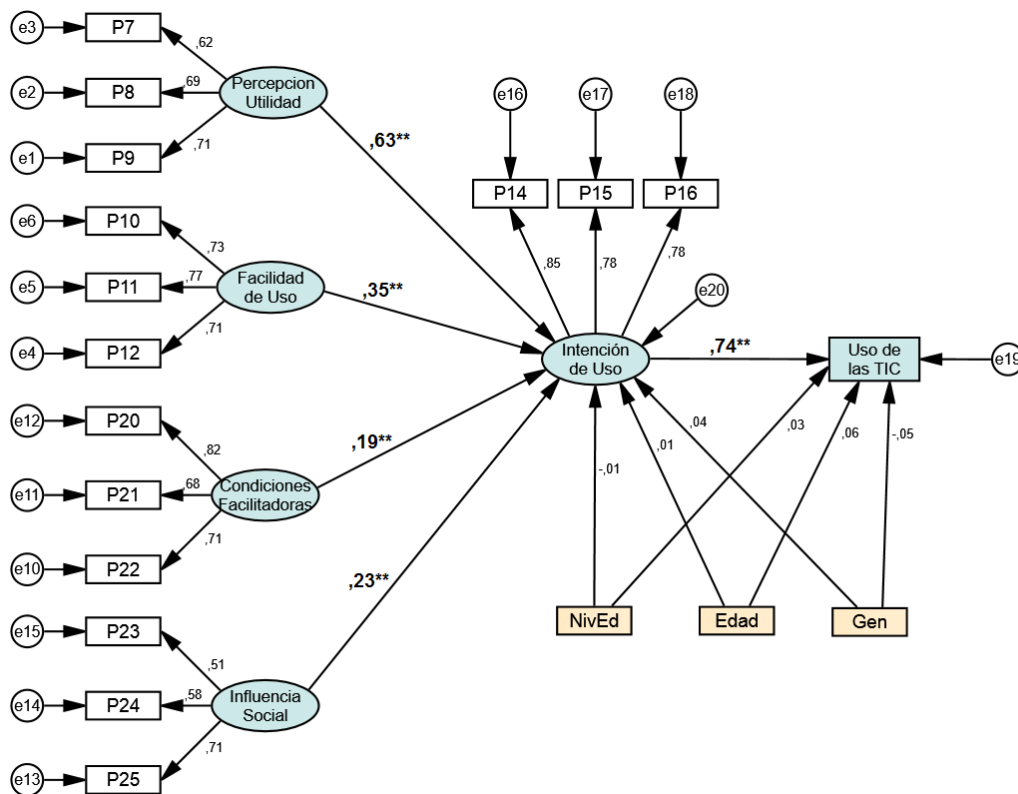 e3
P7
,62
e2
P8
,69
Percepcion
Utilidad
e1
P9
,71
,63**
e16
e17
e18
P14
P15
P16
,85
,78
,78
e6
P10
,73
e5
P11
,77
Facilidad
de Uso
e4
P12
,71
,35**
e20
Intención
de Uso
,74**
Uso de
las TIC
e19
e12
P20
,82
e11
P21
,68
Condiciones
Facilitadoras
e10
P22
,71
,19**
-,01
,01
,04
,03
,06
-,05
NivEd
Edad
Gen
e15
P23
,51
e14
P24
,58
Influencia
Social
e13
P25
,71
,23**